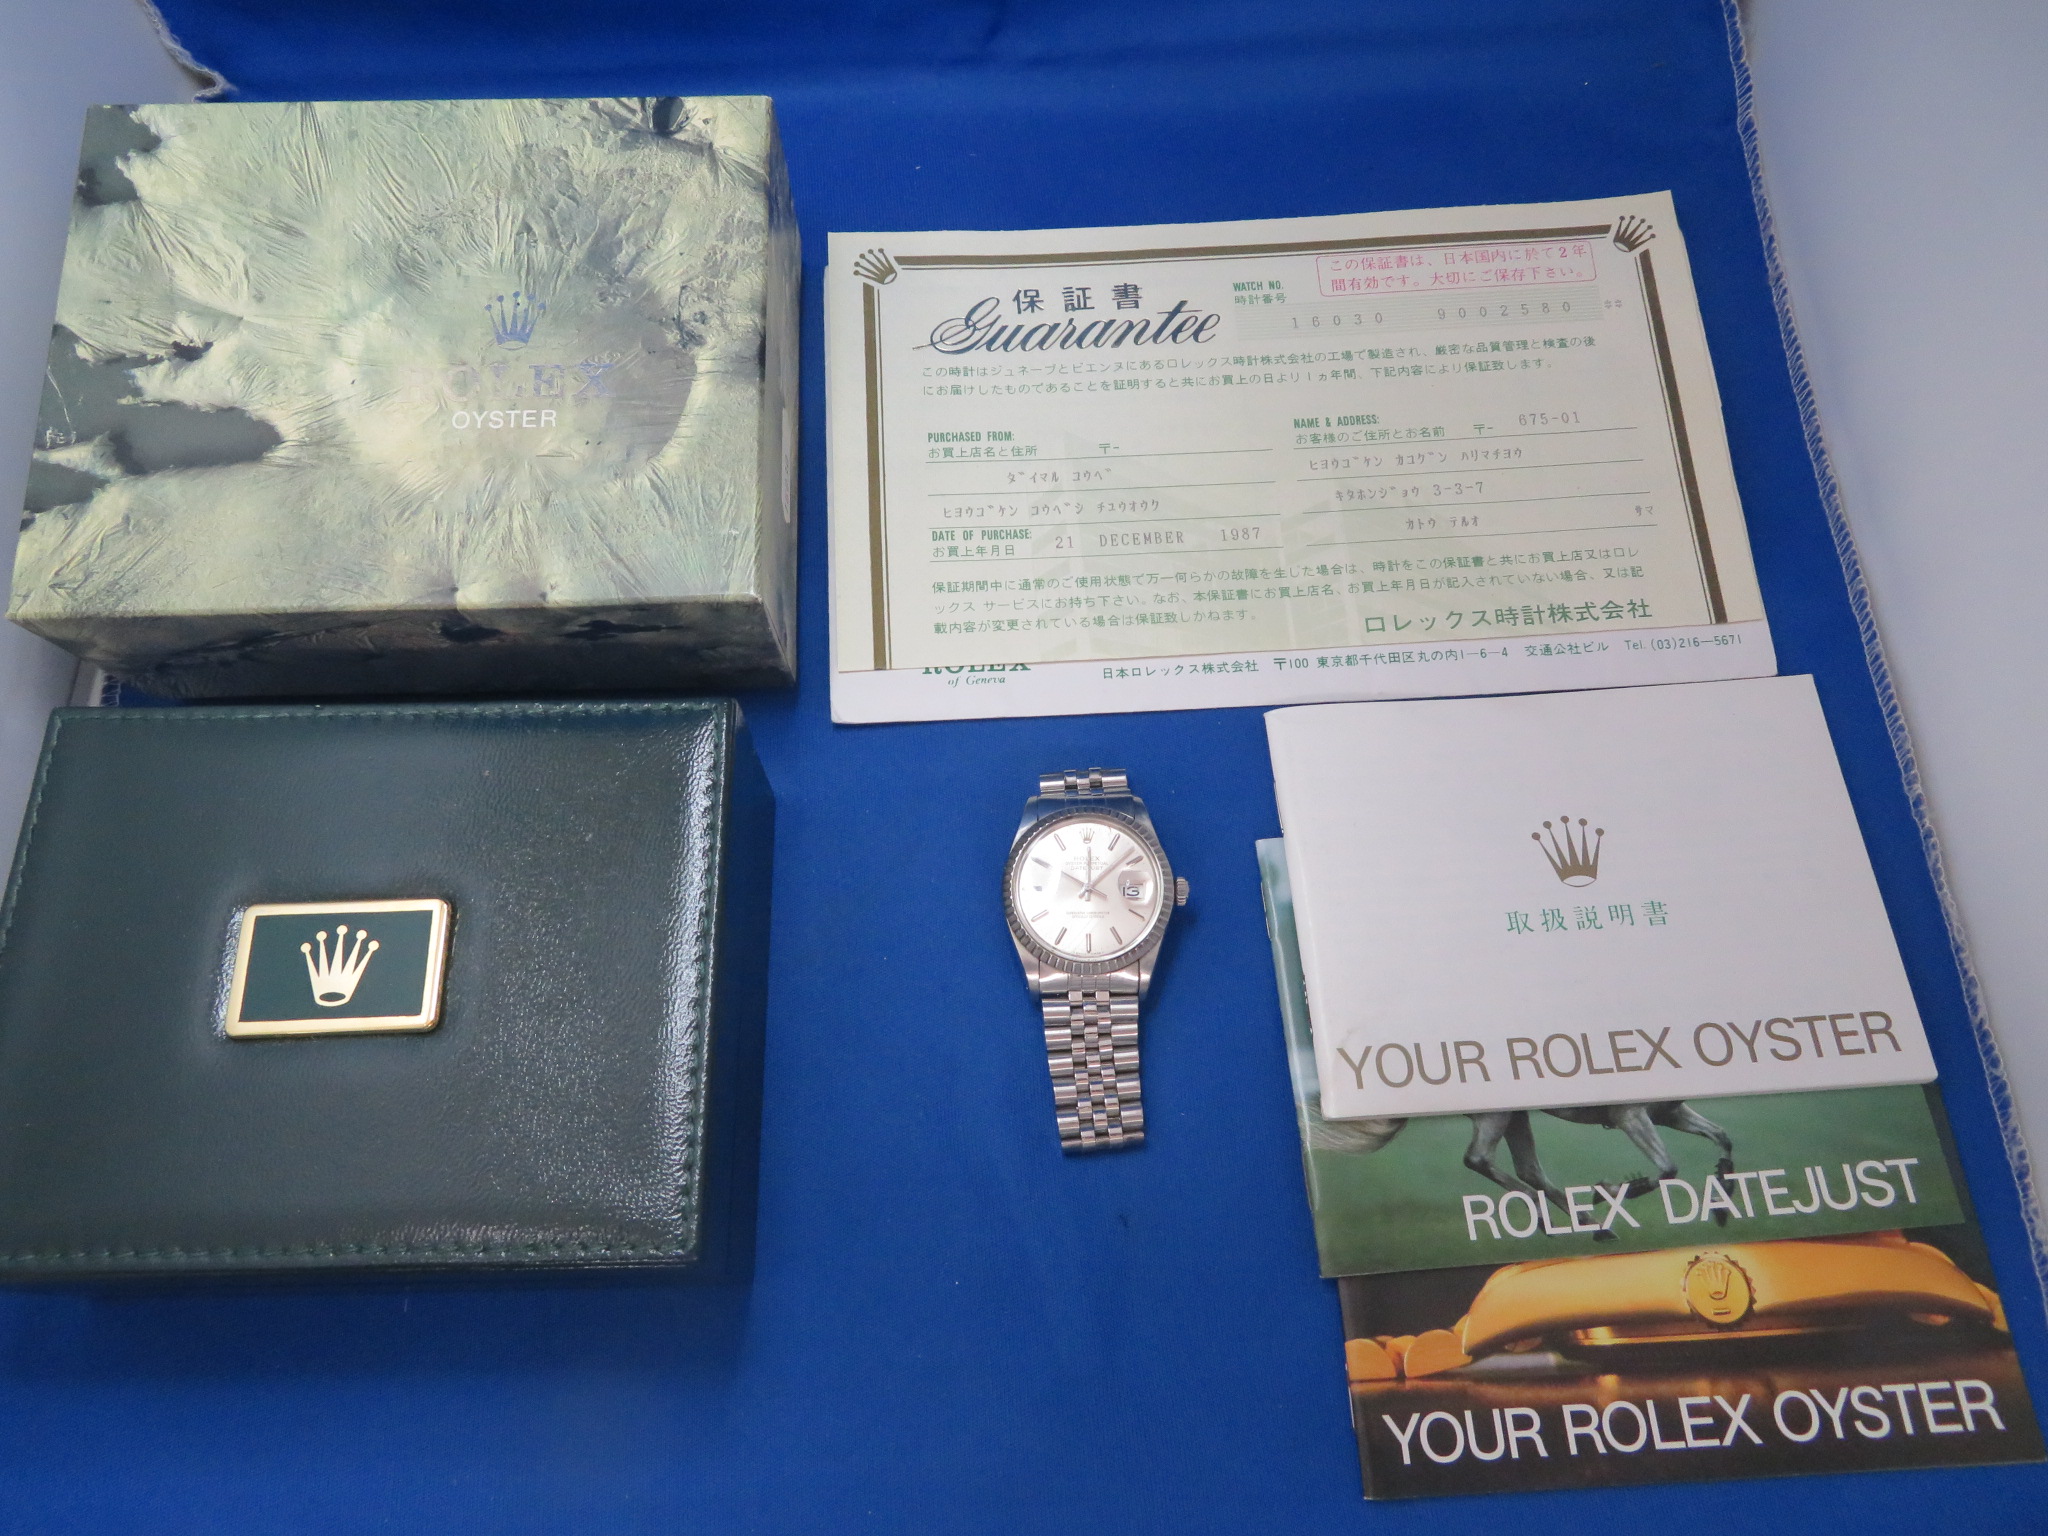 ROLEX
OYSTER
保証書
Guarantee
WATCH NO.
時計番号
この保証書は、日本国内に於て2年
間有効です。大切にご保存下さい。
16030 9002580
この時計はジュネーブとビエンヌにあるロレックス時計株式会社の工場で製造され、厳密な品質管理と検査の後
にお届けしたものであることを証明すると共にお買上の日より1ヵ年間、下記内容により保証致します。
PURCHASED FROM:
お買上店名と住所 〒-
ダイマル コウベ
ヒヨウゴケン コウベシ チユウオウク
DATE OF PURCHASE:
お買上年月日 21 DECEMBER 1987
NAME & ADDRESS:
お客様のご住所とお名前 〒- 675-01
ヒヨウゴケン カコグン ハリマチヨウ
キタホンジョウ 3-3-7
カトウ テルオ サマ
保証期間中に通常のご使用状態で万一何らかの故障を生じた場合は、時計をこの保証書と共にお買上店又はロレ
ックス サービスにお持ち下さい。なお、本保証書にお買上店名、お買上年月日が記入されていない場合、又は記
載内容が変更されている場合は保証致しかねます。
ロレックス時計株式会社
ROLEX
of Geneva
日本ロレックス株式会社 〒100 東京都千代田区丸の内1-6-4 交通公社ビル Tel.(03)216-5671
ROLEX
取扱説明書
YOUR ROLEX OYSTER
ROLEX DATEJUST
YOUR ROLEX OYSTER